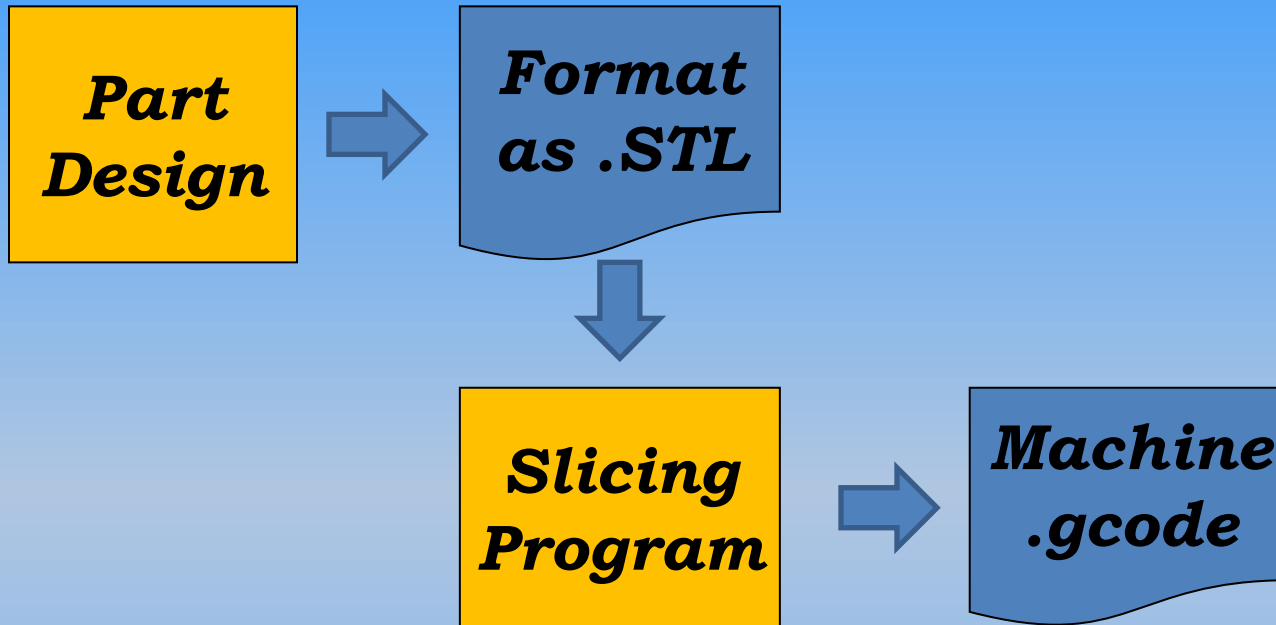 Part
Design
Format
as .STL
Slicing
Program
Machine
.gcode